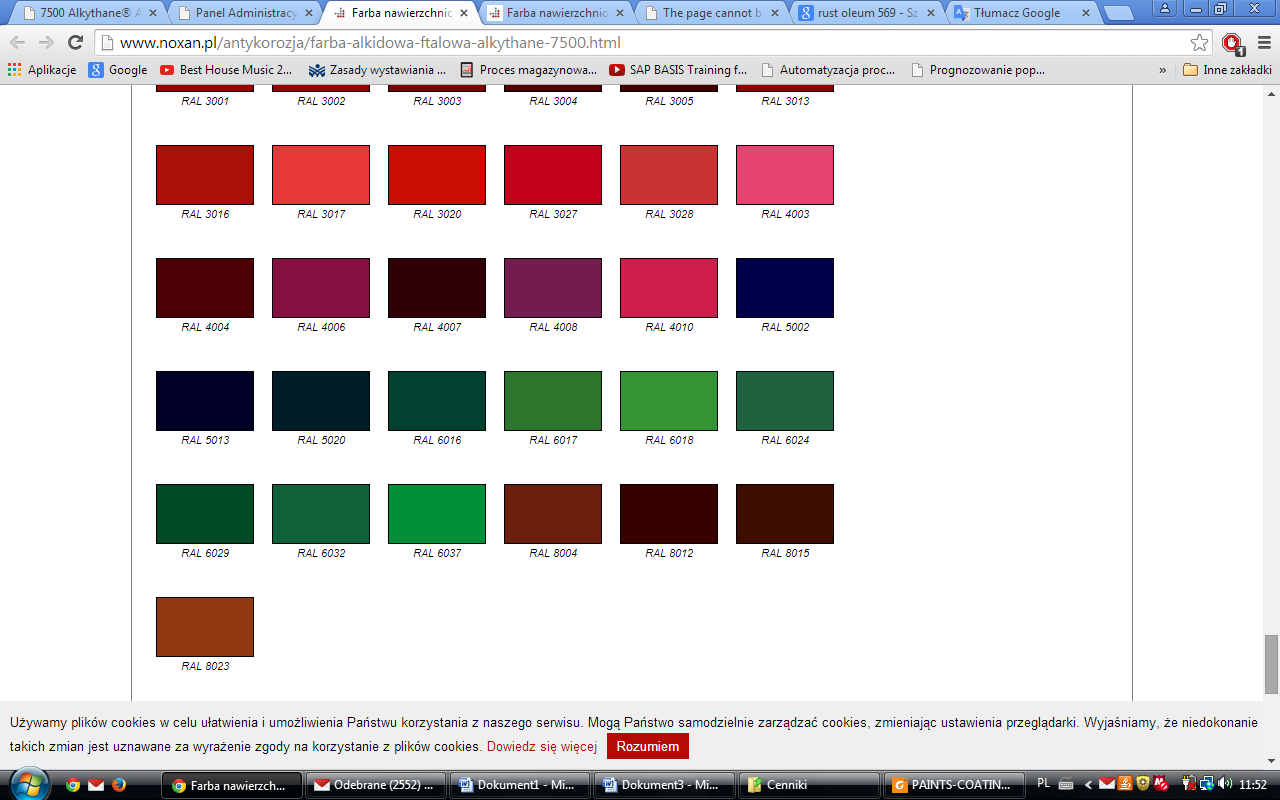 7500 Alkythane® A
Panel Administracy
Farba nawierzchnic
Farba nawierzchnio
The page cannot b
rust oleum 569 - Sz
Tłumacz Google
www.noxan.pl/antykorozja/farba-alkidowa-ftalowa-alkythane-7500.html
1
Aplikacje
Google
Best House Music 2...
Zasady wystawiania ...
Proces magazynowa...
SAP BASIS Training f...
Automatyzacja proc...
Prognozowanie pop...
»
Inne zakładki
RAL 3001 RAL 3002 RAL 3003 RAL 3004 RAL 3005 RAL 3013
RAL 3016 RAL 3017 RAL 3020 RAL 3027 RAL 3028 RAL 4003
RAL 4004 RAL 4006 RAL 4007 RAL 4008 RAL 4010 RAL 5002
RAL 5013 RAL 5020 RAL 6016 RAL 6017 RAL 6018 RAL 6024
RAL 6029 RAL 6032 RAL 6037 RAL 8004 RAL 8012 RAL 8015
RAL 8023
Używamy plików cookies w celu ułatwienia i umożliwienia Państwu korzystania z naszego serwisu. Mogą Państwo samodzielnie zarządzać cookies, zmieniając ustawienia przeglądarki. Wyjaśniamy, że niedokonanie
takich zmian jest uznawane za wyrażenie zgody na korzystanie z plików cookies. Dowiedz się więcej Rozumiem
Farba nawierzch...
Odebrane (2552) ...
Dokument1 - Mi...
Dokument3 - Mi...
Cenniki
PAINTS-COATIN...
PL
11:52